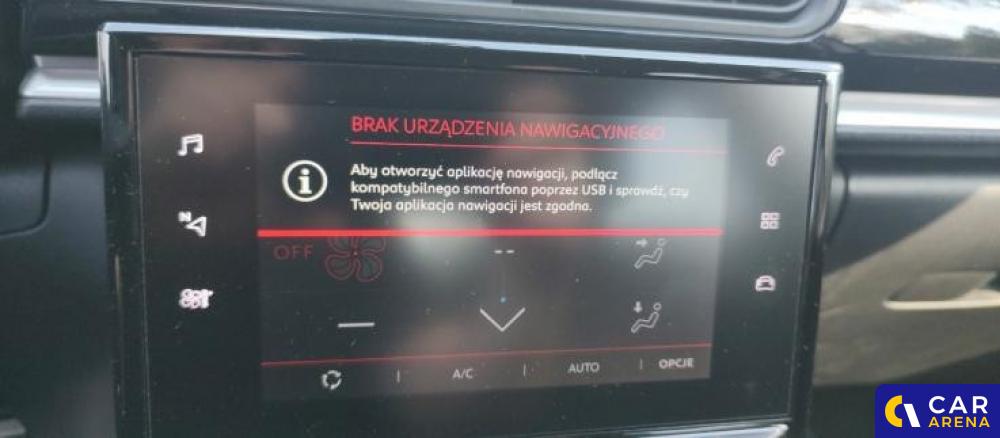 BRAK URZĄDZENIA NAWIGACYJNEGO
Aby otworzyć aplikację nawigacji, podłącz
kompatybilnego smartfona poprzez USB i sprawdź, czy
Twoja aplikacja nawigacji jest zgodna.
N
OFF
--
A/C
AUTO
OPCJE
CAR
ARENA